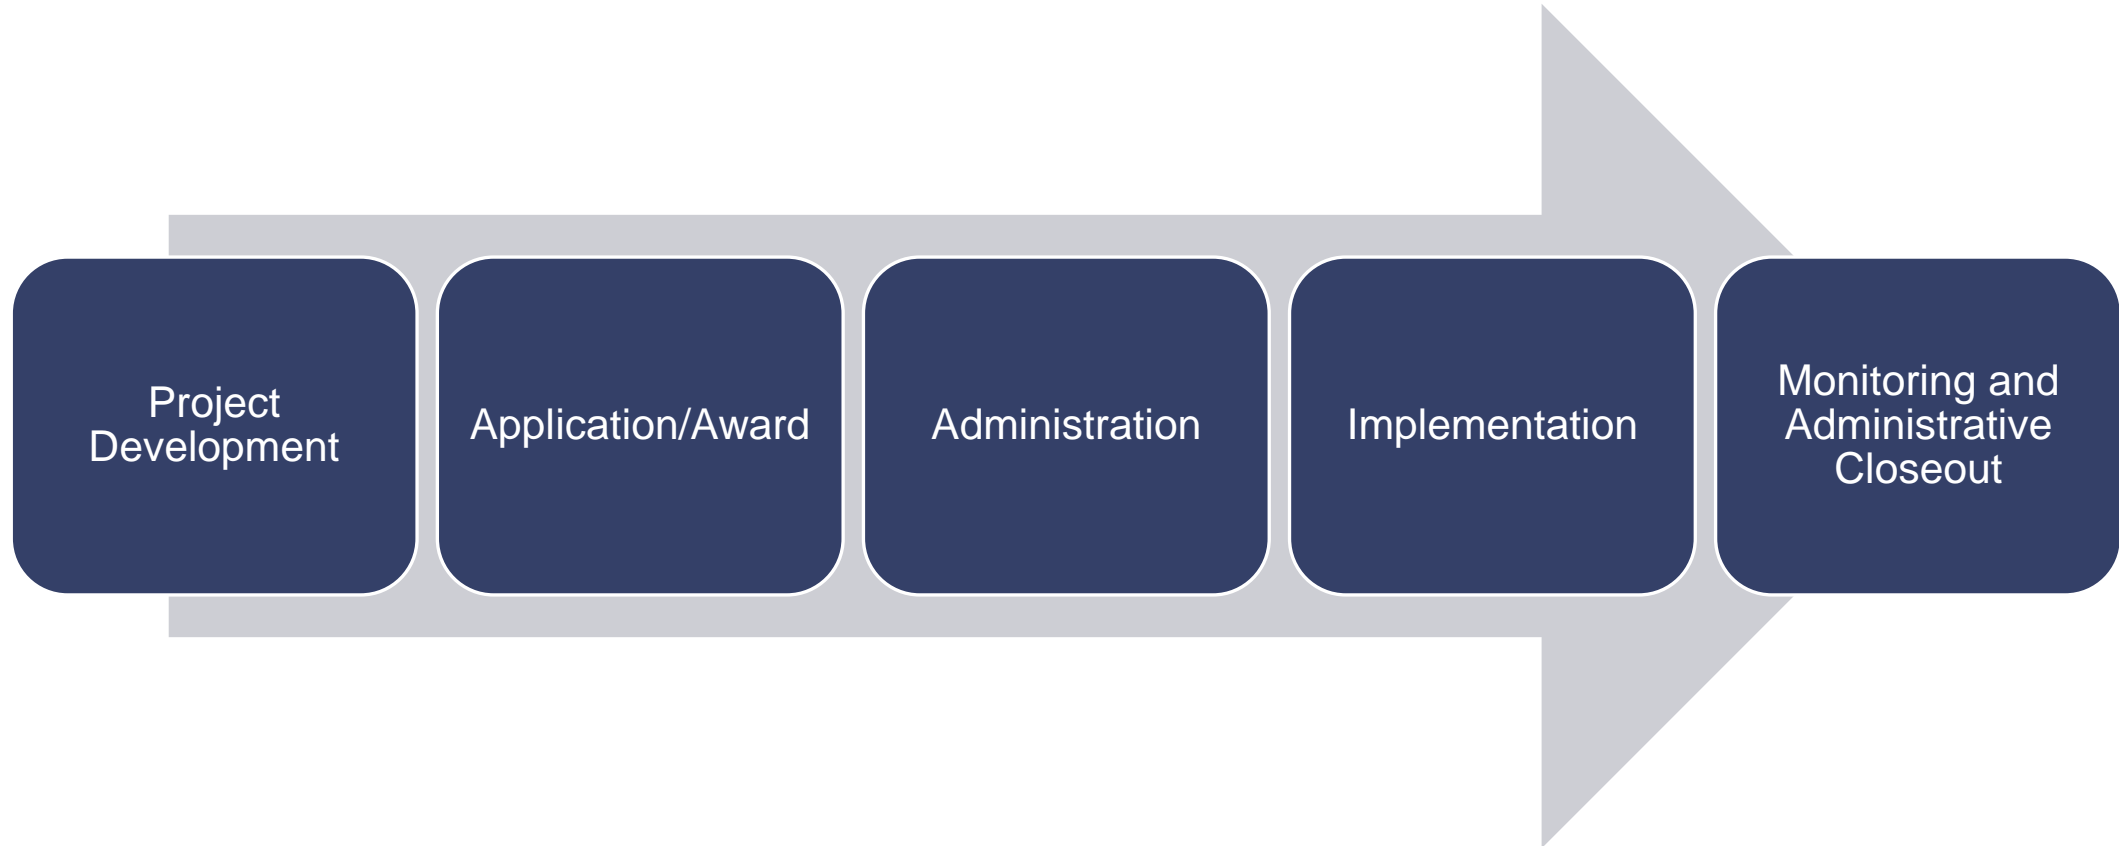 Project
Development
Application/Award
Administration
Implementation
Monitoring and
Administrative
Closeout